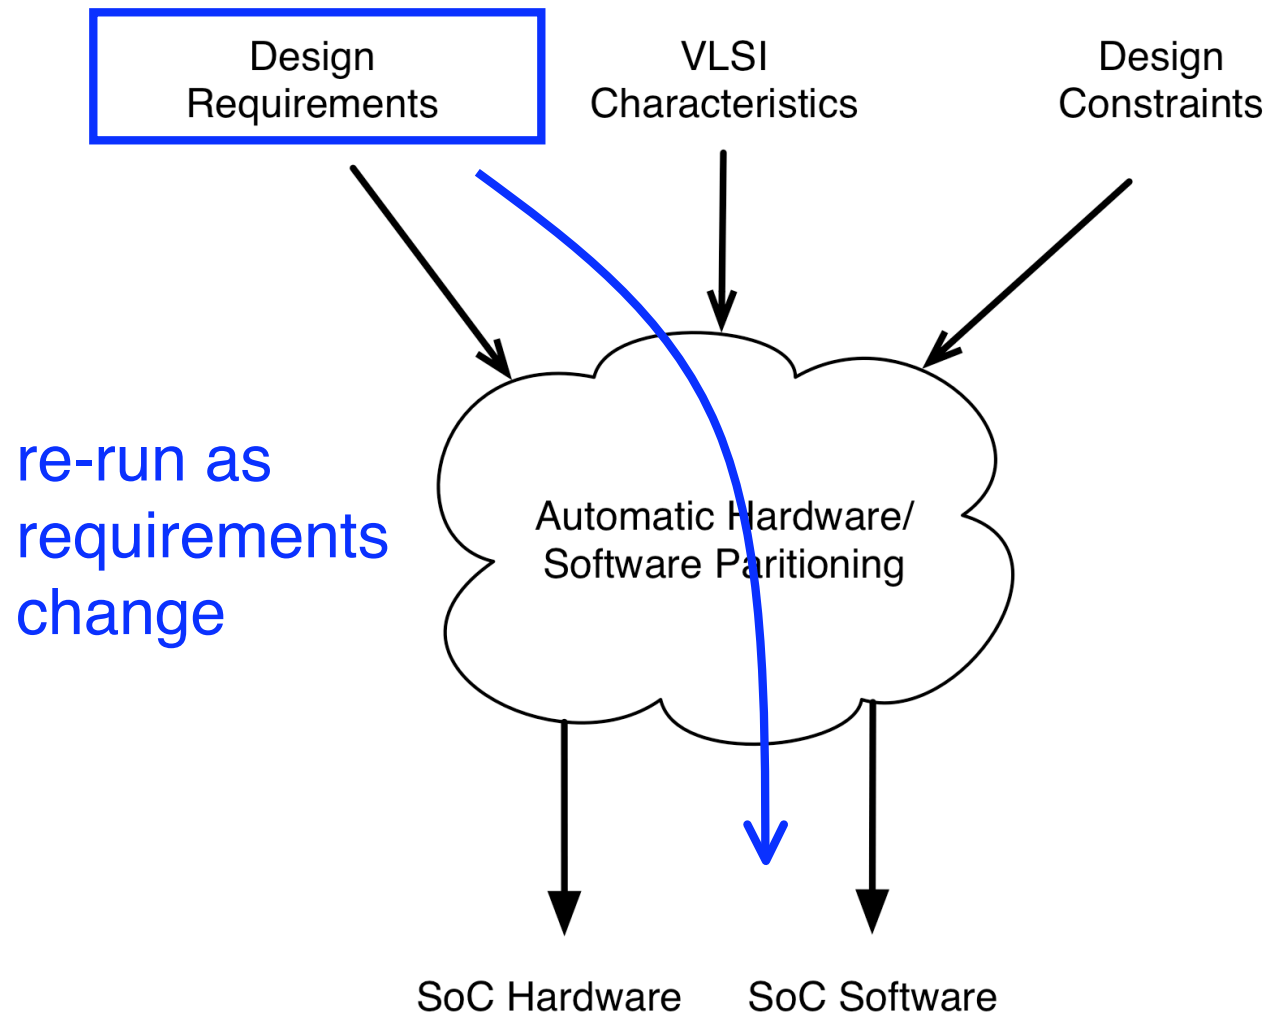 Design
Requirements
VLSI
Characteristics
Design
Constraints
re-run as
requirements
change
Automatic Hardware/
Software Paritioning
SoC Hardware
SoC Software